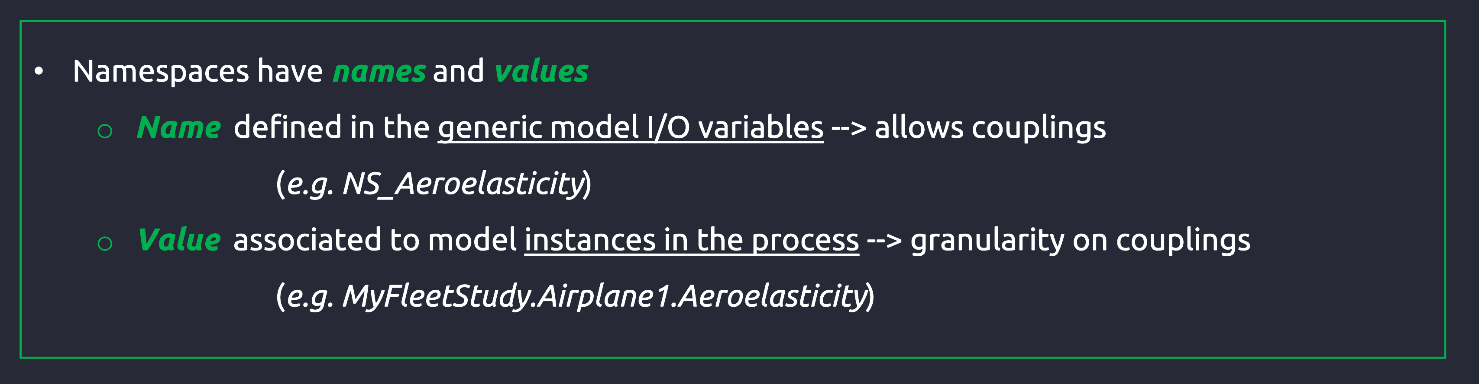 • Namespaces have names and values
o Name defined in the generic model I/O variables --> allows couplings
(e.g. NS_Aeroelasticity)
o Value associated to model instances in the process --> granularity on couplings
(e.g. MyFleetStudy.Airplane1.Aeroelasticity)